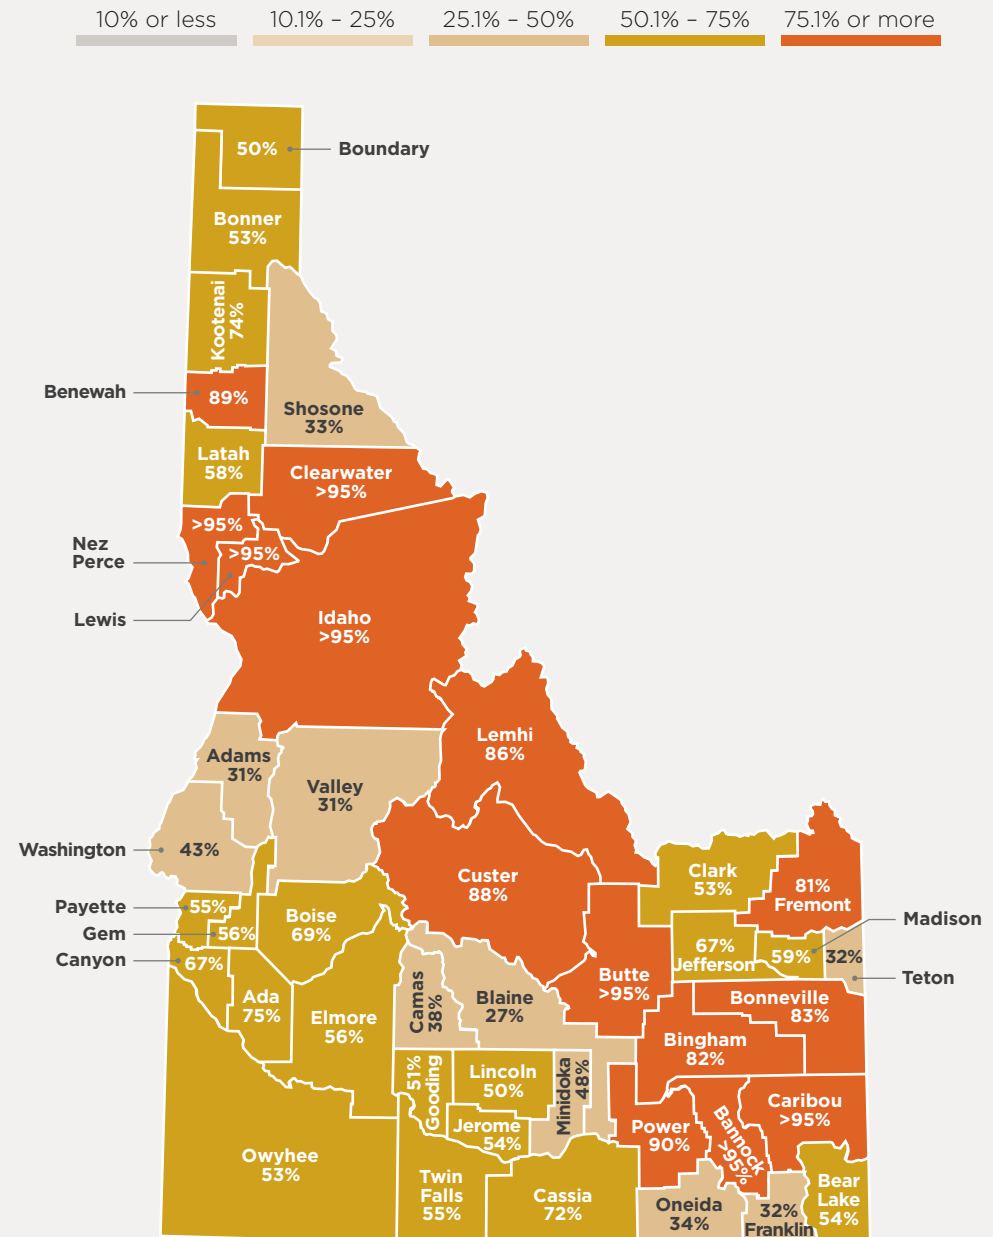 10% or less
10.1% – 25%
25.1% – 50%
50.1% – 75%
75.1% or more
50%
Boundary
Bonner
53%
Kootenai
74%
Benewah
89%
Shosone
33%
Latah
58%
Clearwater
>95%
>95%
Nez
Perce
>95%
Lewis
Idaho
>95%
Lemhi
86%
Adams
31%
Valley
31%
Washington
43%
Custer
88%
Clark
53%
81%
Fremont
Payette
55%
Gem
56%
Canyon
67%
Boise
69%
Madison
67%
Jefferson
59%
32%
Teton
Ada
75%
Elmore
56%
Camas
38%
Blaine
27%
Butte
>95%
Bonneville
83%
Bingham
82%
51%
Gooding
Lincoln
50%
Minidoka
48%
Jerome
54%
Power
90%
Bannock
>95%
Caribou
>95%
Owyhee
53%
Twin
Falls
55%
Cassia
72%
Oneida
34%
32%
Franklin
Bear
Lake
54%